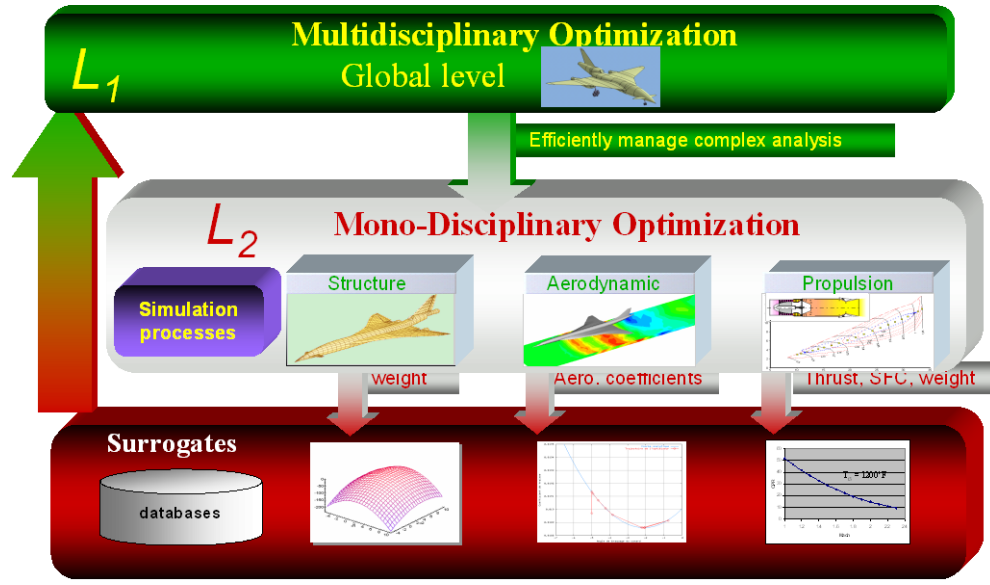 Multidisciplinary Optimization
L1
Global level
Efficiently manage complex analysis
L2
Mono-Disciplinary Optimization
Structure
Aerodynamic
Propulsion
Simulation
processes
weight
Aero. coefficients
Thrust, SFC, weight
Surrogates
databases
Mach